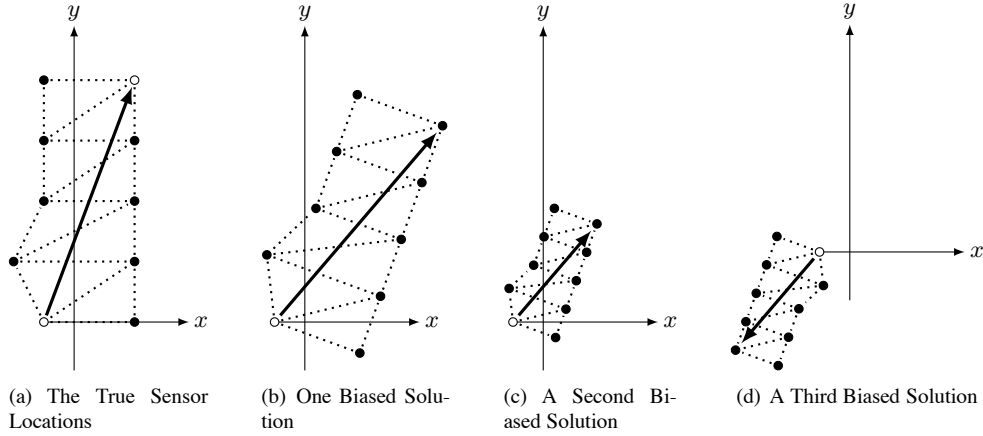 y
y
y
y
x
x
x
x
(a) The True Sensor
Locations
(b) One Biased Solu-
tion
(c) A Second Bi-
ased Solution
(d) A Third Biased Solution